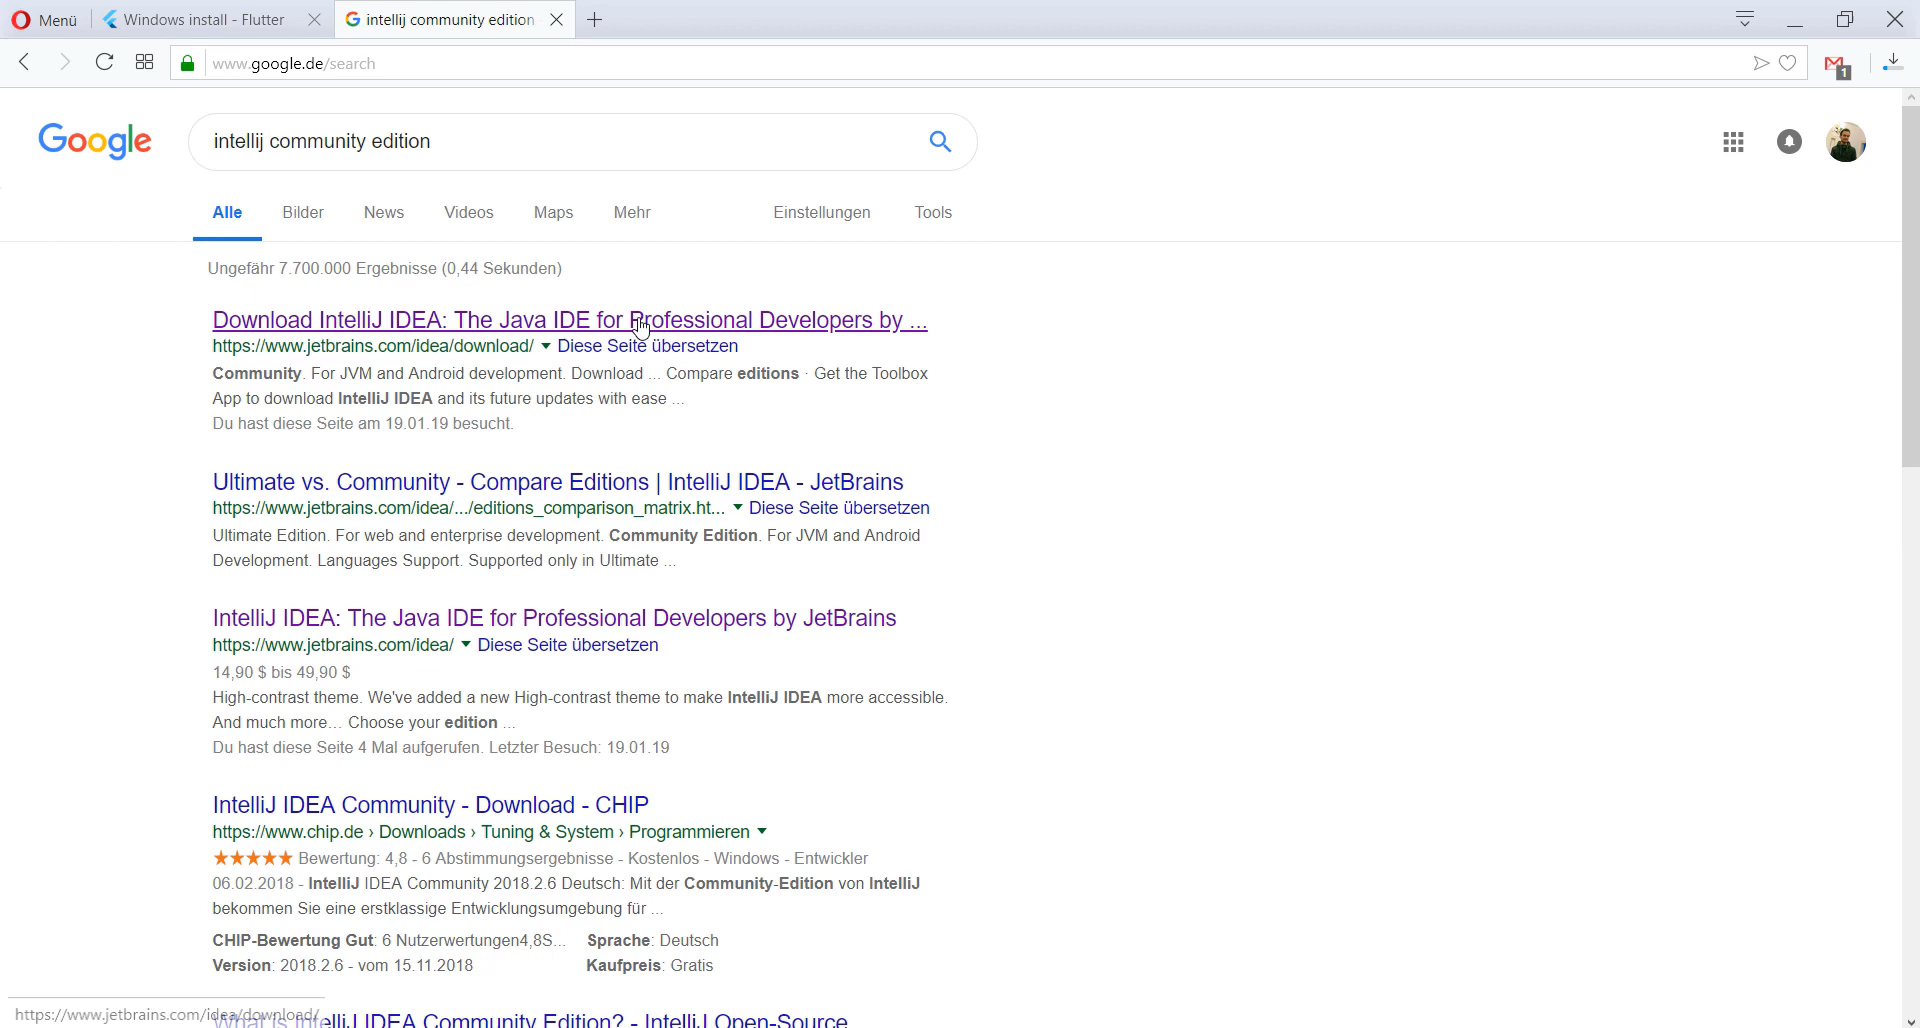 Menü
Windows install - Flutter
intellij community edition
www.google.de/search
1
Google
intellij community edition
Alle Bilder News Videos Maps Mehr Einstellungen Tools
Ungefähr 7.700.000 Ergebnisse (0,44 Sekunden)
Download IntelliJ IDEA: The Java IDE for Professional Developers by ...
https://www.jetbrains.com/idea/download/ ▼ Diese Seite übersetzen
Community. For JVM and Android development. Download ... Compare editions · Get the Toolbox
App to download IntelliJ IDEA and its future updates with ease ...
Du hast diese Seite am 19.01.19 besucht.
Ultimate vs. Community - Compare Editions | IntelliJ IDEA - JetBrains
https://www.jetbrains.com/idea/.../editions_comparison_matrix.ht... ▼ Diese Seite übersetzen
Ultimate Edition. For web and enterprise development. Community Edition. For JVM and Android
Development. Languages Support. Supported only in Ultimate ...
IntelliJ IDEA: The Java IDE for Professional Developers by JetBrains
https://www.jetbrains.com/idea/ ▼ Diese Seite übersetzen
14,90 $ bis 49,90 $
High-contrast theme. We've added a new High-contrast theme to make IntelliJ IDEA more accessible.
And much more... Choose your edition ...
Du hast diese Seite 4 Mal aufgerufen. Letzter Besuch: 19.01.19
IntelliJ IDEA Community - Download - CHIP
https://www.chip.de › Downloads › Tuning & System › Programmieren ▼
★★★★★ Bewertung: 4,8 - 6 Abstimmungsergebnisse - Kostenlos - Windows - Entwickler
06.02.2018 - IntelliJ IDEA Community 2018.2.6 Deutsch: Mit der Community-Edition von IntelliJ
bekommen Sie eine erstklassige Entwicklungsumgebung für ...
CHIP-Bewertung Gut: 6 Nutzerwertungen4,8S... Sprache: Deutsch
Version: 2018.2.6 - vom 15.11.2018 Kaufpreis: Gratis
What is IntelliJ IDEA Community Edition? - IntelliJ Open-Source
https://www.jetbrains.com/idea/download/